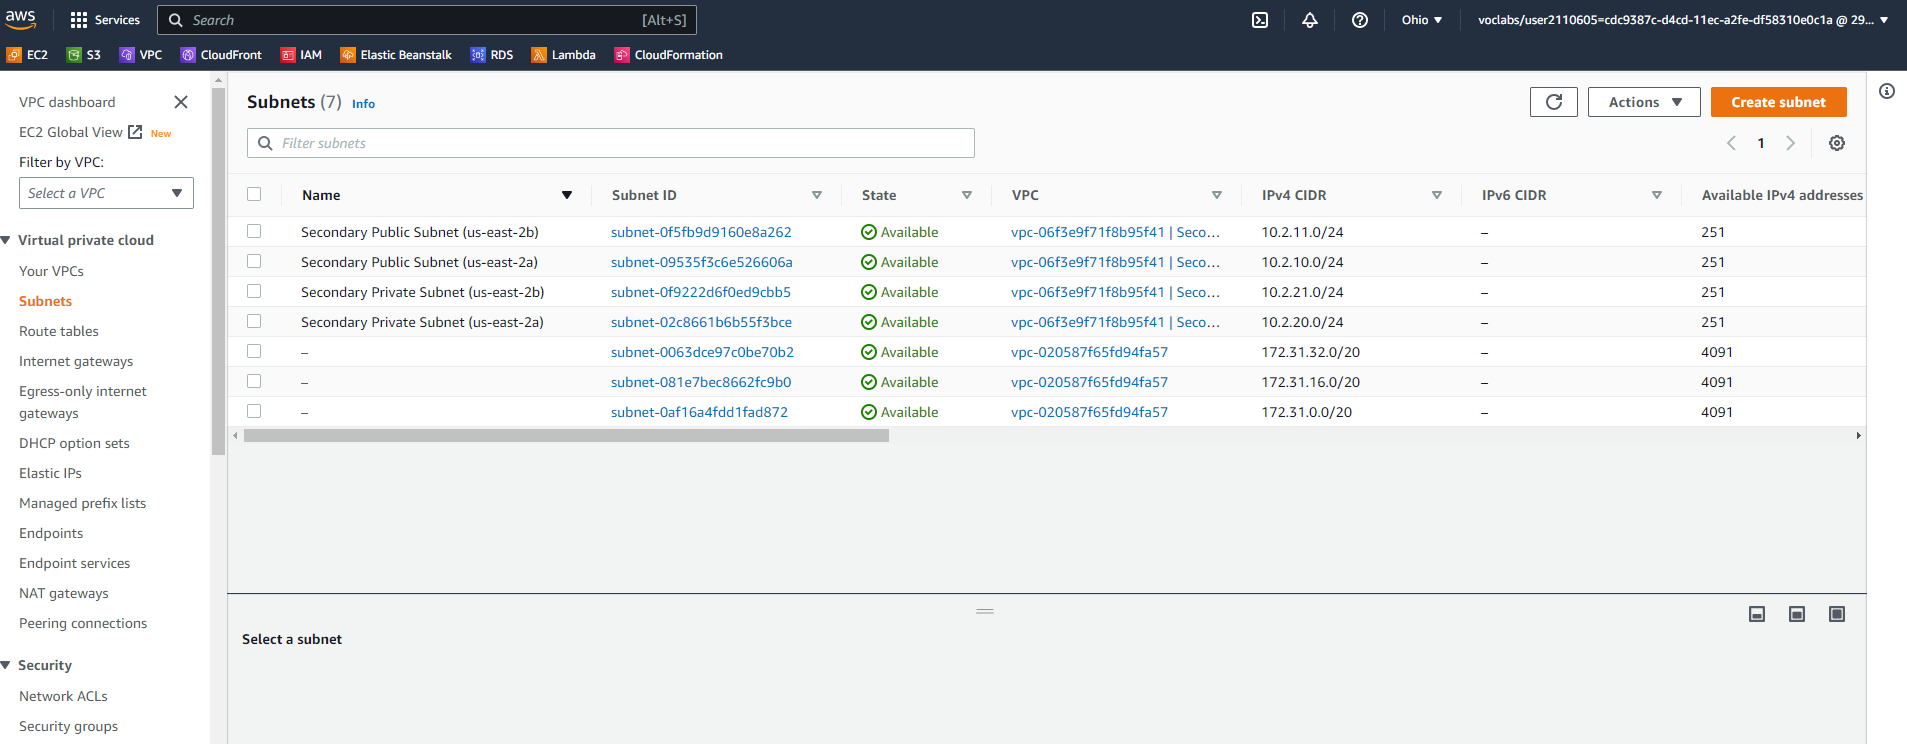 aws Services Search [Alt+S] Ohio voclabs/user2110605=cdc9387c-d4cd-11ec-a2fe-df58310e0c1a @ 29...
EC2 S3 VPC CloudFront IAM Elastic Beanstalk RDS Lambda CloudFormation
VPC dashboard
EC2 Global View New
Filter by VPC:
Select a VPC
Virtual private cloud
Your VPCs
Subnets
Route tables
Internet gateways
Egress-only internet
gateways
DHCP option sets
Elastic IPs
Managed prefix lists
Endpoints
Endpoint services
NAT gateways
Peering connections
Security
Network ACLs
Security groups
Subnets (7) Info
Actions Create subnet
Filter subnets
1
Name Subnet ID State VPC IPv4 CIDR IPv6 CIDR Available IPv4 addresses
Secondary Public Subnet (us-east-2b) subnet-0f5fb9d9160e8a262 Available vpc-06f3e9f71f8b95f41 | Seco... 10.2.11.0/24 – 251
Secondary Public Subnet (us-east-2a) subnet-09535f3c6e526606a Available vpc-06f3e9f71f8b95f41 | Seco... 10.2.10.0/24 – 251
Secondary Private Subnet (us-east-2b) subnet-0f9222d6f0ed9cbb5 Available vpc-06f3e9f71f8b95f41 | Seco... 10.2.21.0/24 – 251
Secondary Private Subnet (us-east-2a) subnet-02c8661b6b55f3bce Available vpc-06f3e9f71f8b95f41 | Seco... 10.2.20.0/24 – 251
– subnet-0063dce97c0be70b2 Available vpc-020587f65fd94fa57 172.31.32.0/20 – 4091
– subnet-081e7bec8662fc9b0 Available vpc-020587f65fd94fa57 172.31.16.0/20 – 4091
– subnet-0af16a4fdd1fad872 Available vpc-020587f65fd94fa57 172.31.0.0/20 – 4091
Select a subnet